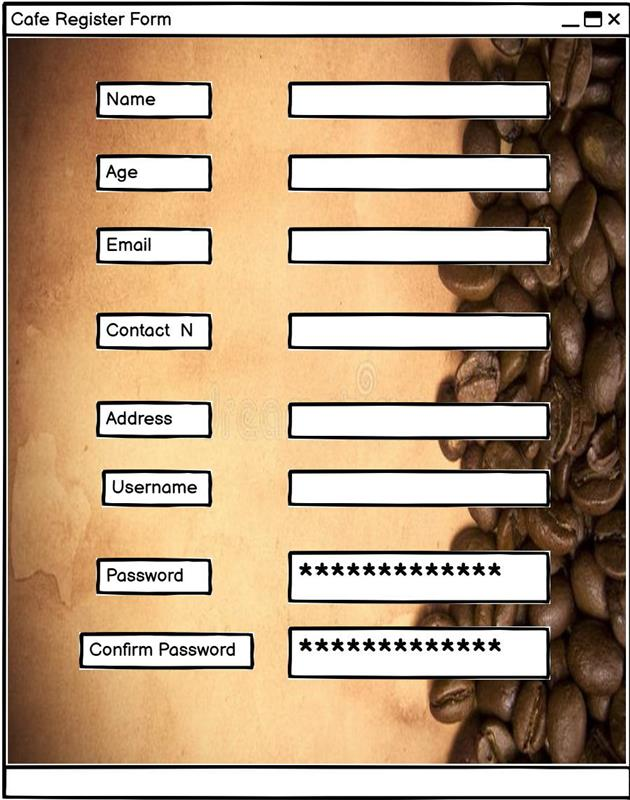 Cafe Register Form
Name
Age
Email
Contact N
Address
Username
Password
*************
Confirm Password
*************